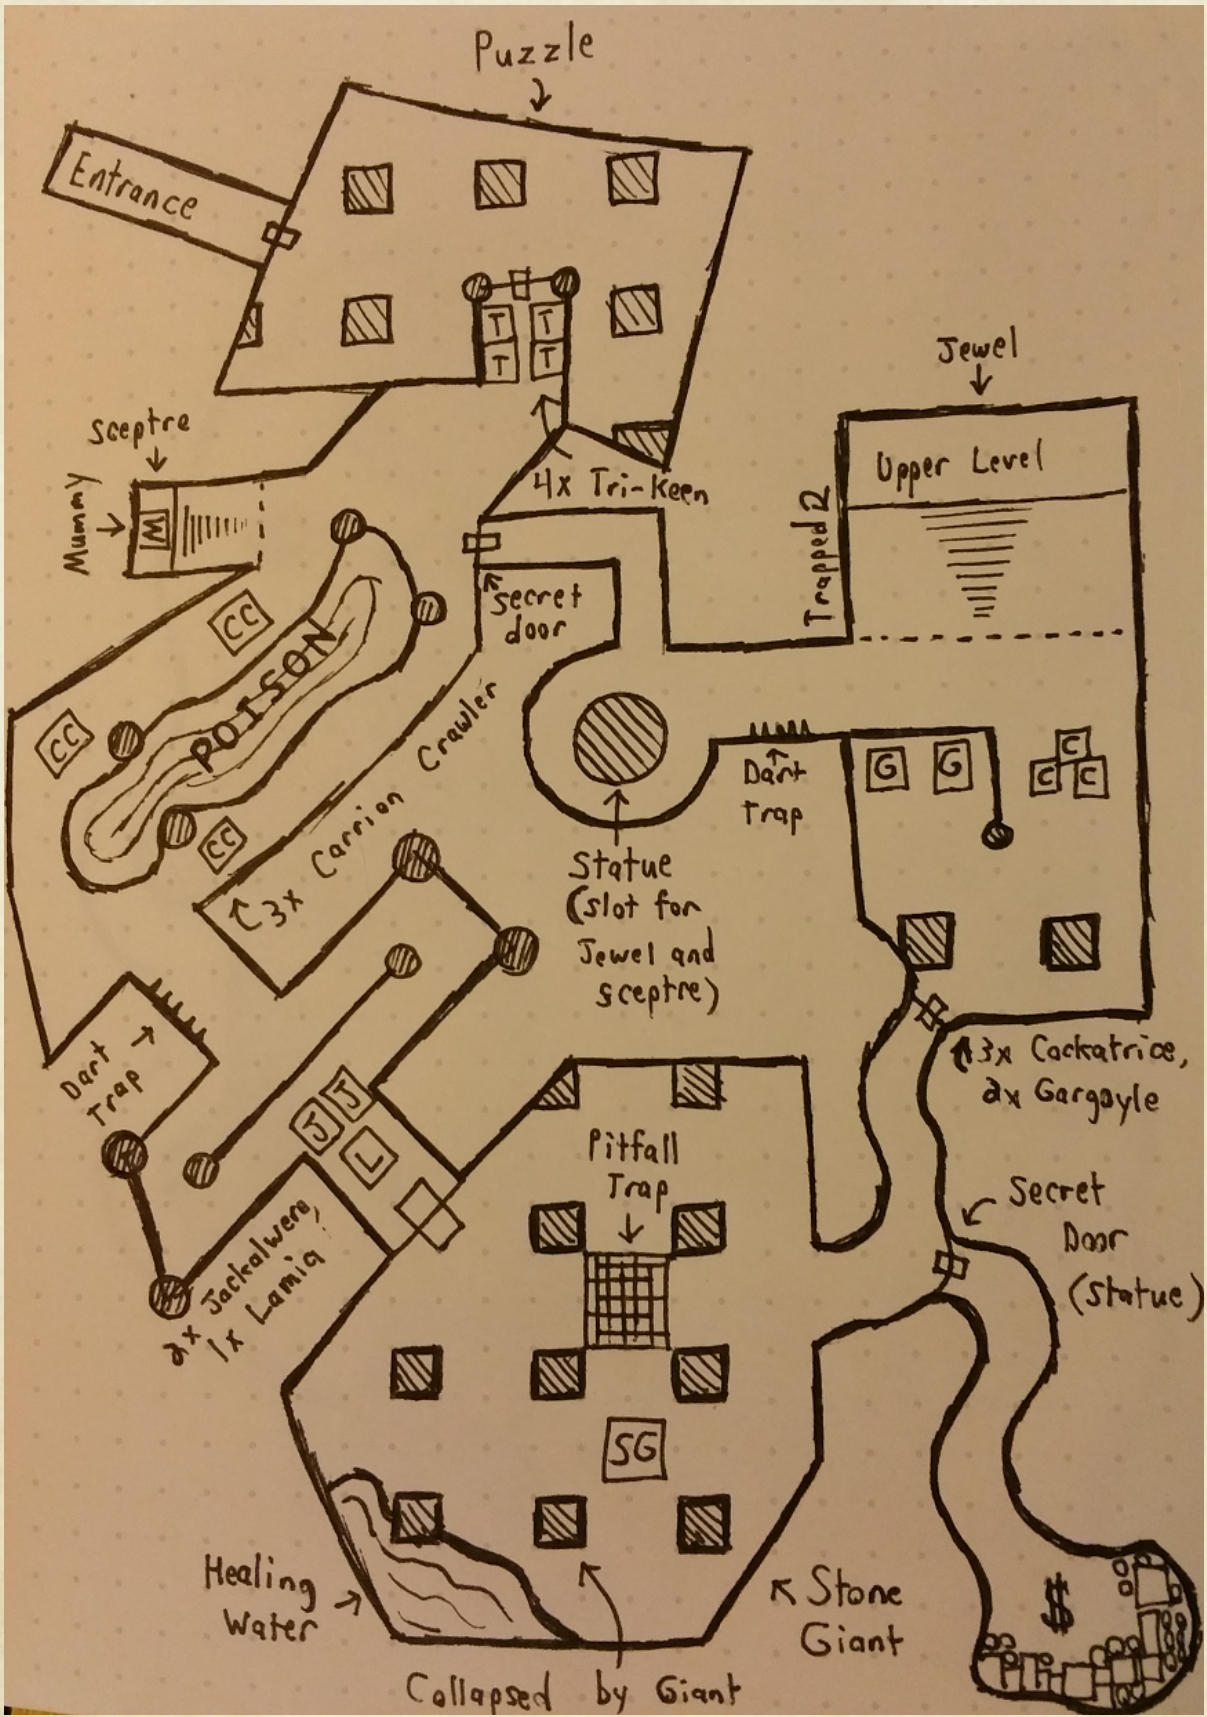 Puzzle
Entrance
T T
T T
4x Tri-Keen
Sceptre
Mummy
M
Jewel
Upper Level
Trapped
secret
door
CC
CC
CC
POISON
3x Carrion Crawler
Dart
Trap
G G
C
C C
Statue
(slot for
Jewel and
sceptre)
Dart
Trap
3x Cockatrice,
2x Gargoyle
J J
L
2x Jackalwere,
1x Lamia
Pitfall
Trap
Secret
Door
(statue)
SG
Healing
Water
Stone
Giant
$
Collapsed by Giant